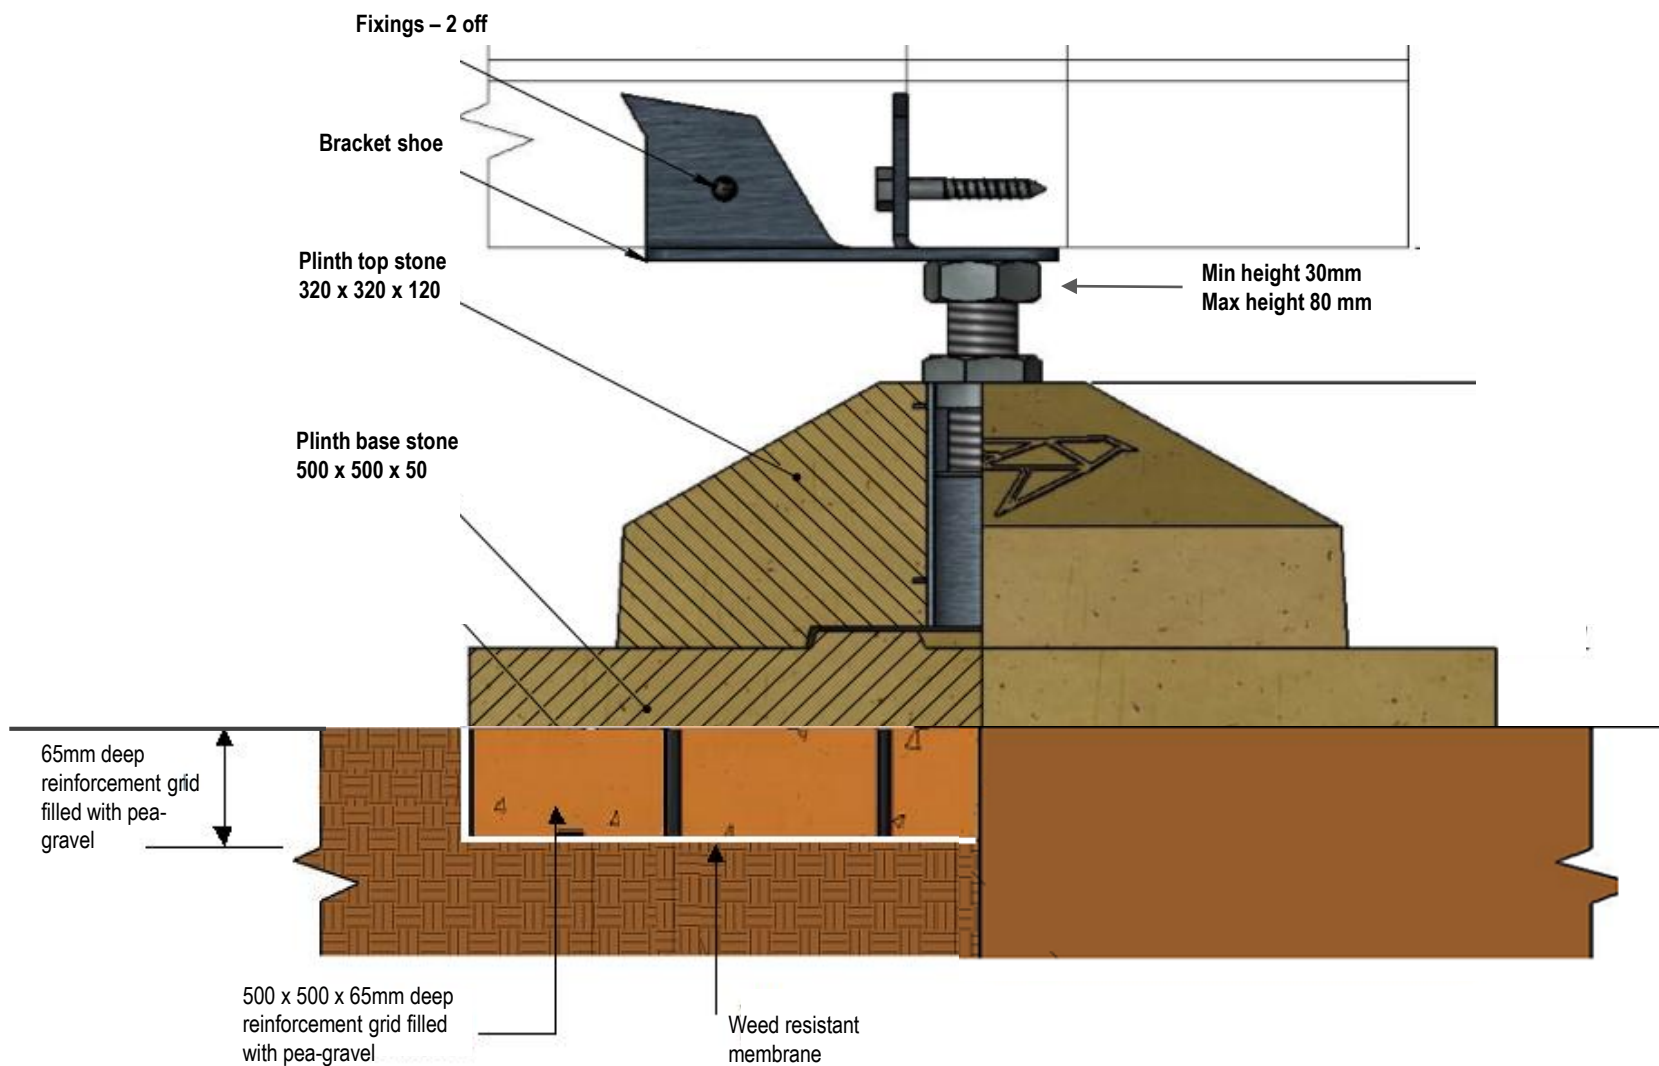 Fixings – 2 off
Bracket shoe
Plinth top stone
320 x 320 x 120
Min height 30mm
Max height 80 mm
Plinth base stone
500 x 500 x 50
65mm deep
reinforcement grid
filled with pea-
gravel
500 x 500 x 65mm deep
reinforcement grid filled
with pea-gravel
Weed resistant
membrane